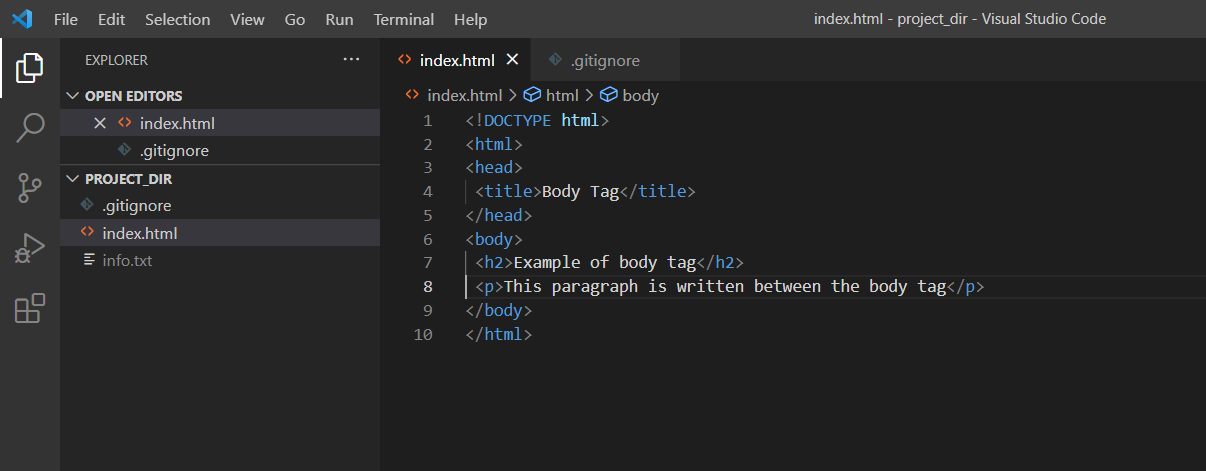 File Edit Selection View Go Run Terminal Help index.html - project_dir - Visual Studio Code
EXPLORER
OPEN EDITORS
index.html
.gitignore
PROJECT_DIR
.gitignore
index.html
info.txt
index.html .gitignore
index.html > html > body
1 <!DOCTYPE html>
2 <html>
3 <head>
4 <title>Body Tag</title>
5 </head>
6 <body>
7 <h2>Example of body tag</h2>
8 <p>This paragraph is written between the body tag</p>
9 </body>
10 </html>